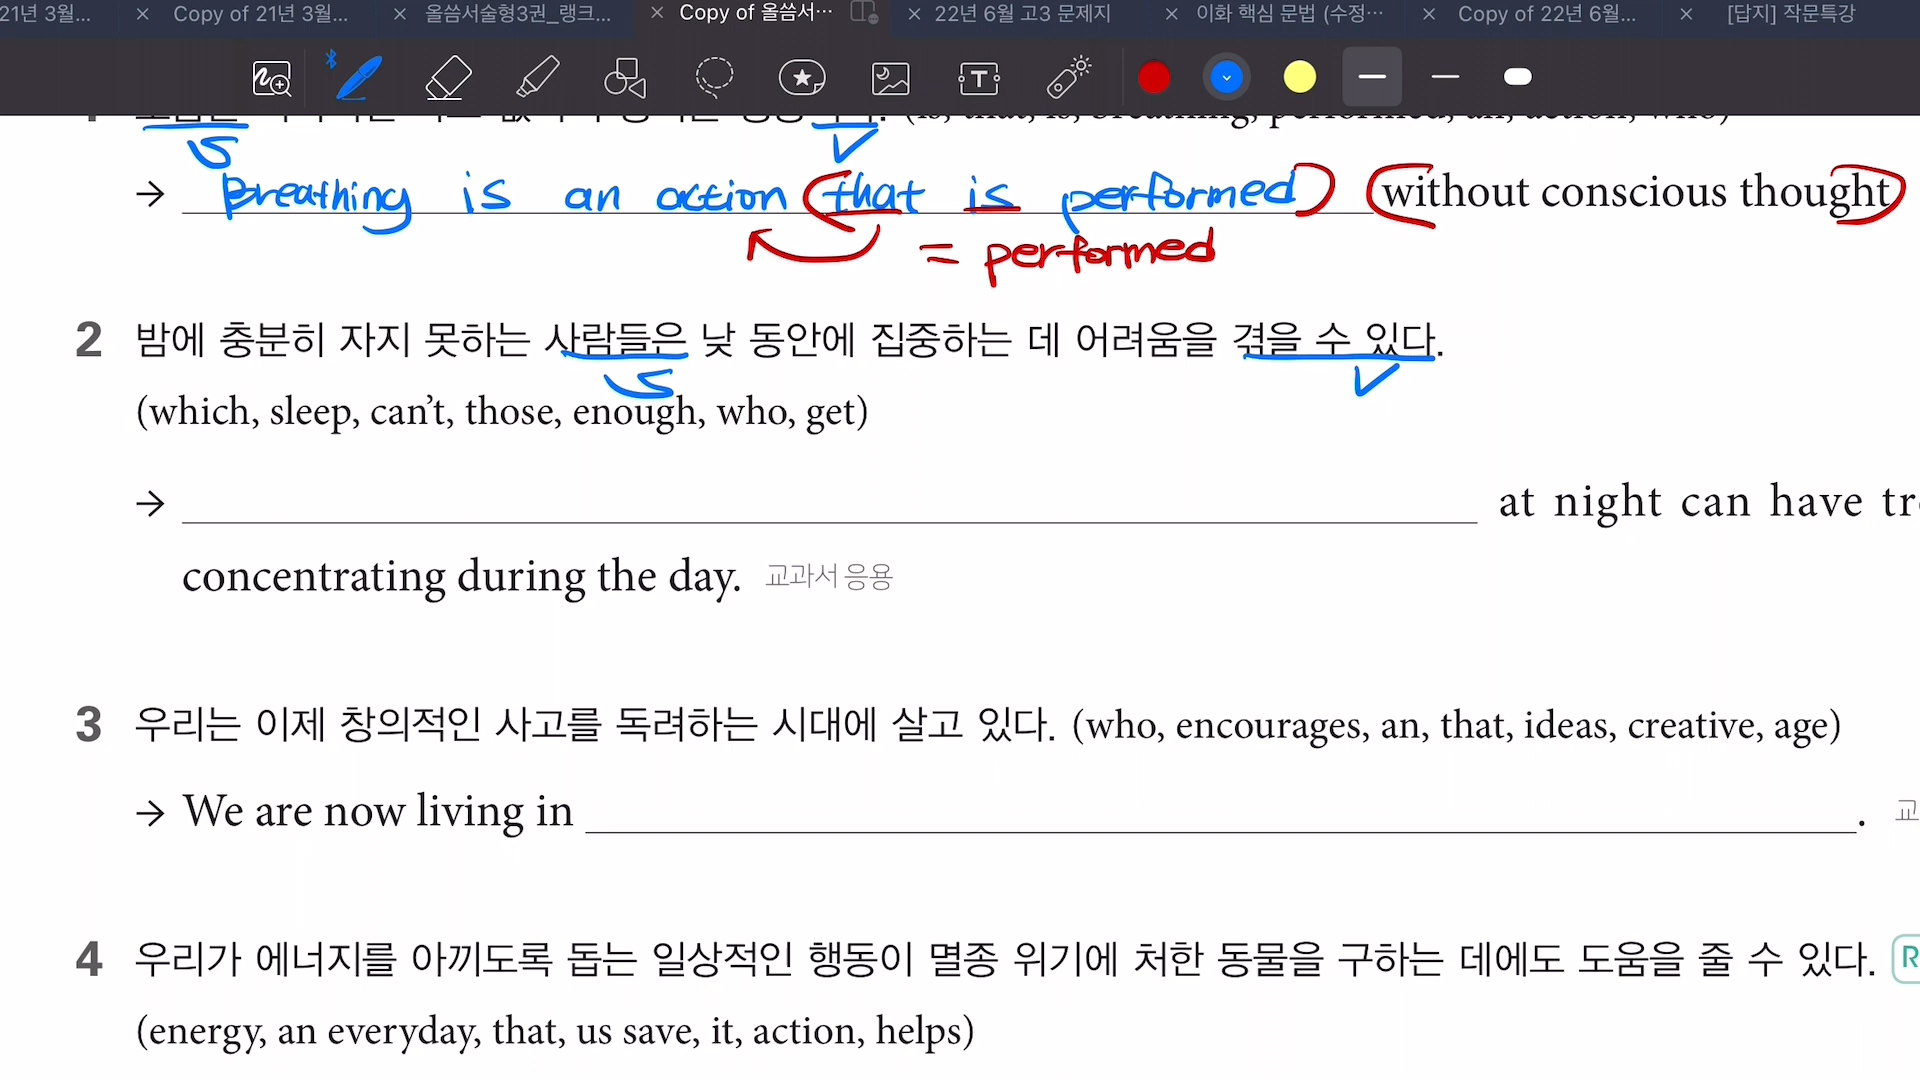 21년 3월...
Copy of 21년 3월...
올씀서술형3권_랭크...
Copy of 올씀서...
22년 6월 고3 문제지
이화 핵심 문법 (수정...
Copy of 22년 6월...
[답지] 작문특강
S V
→ Breathing is an action (that is performed) (without conscious thought)
= performed
2 밤에 충분히 자지 못하는 사람들은 낮 동안에 집중하는 데 어려움을 겪을 수 있다.
S V
(which, sleep, can't, those, enough, who, get)
→ at night can have tr
concentrating during the day. 교과서 응용
3 우리는 이제 창의적인 사고를 독려하는 시대에 살고 있다. (who, encourages, an, that, ideas, creative, age)
→ We are now living in . 교
4 우리가 에너지를 아끼도록 돕는 일상적인 행동이 멸종 위기에 처한 동물을 구하는 데에도 도움을 줄 수 있다. R
(energy, an everyday, that, us save, it, action, helps)